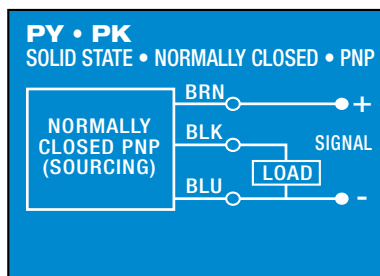 PY • PK
SOLID STATE • NORMALLY CLOSED • PNP
BRN
+
NORMALLY
CLOSED PNP
(SOURCING)
BLK
SIGNAL
LOAD
BLU
-